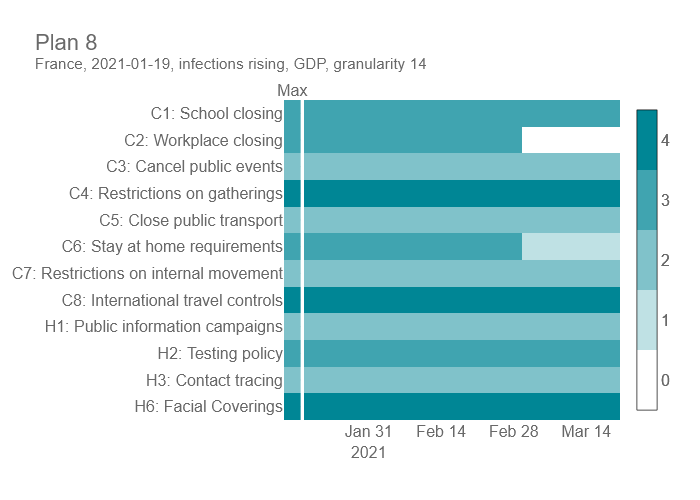 Plan 8
France, 2021-01-19, infections rising, GDP, granularity 14
Max
C1: School closing
C2: Workplace closing
C3: Cancel public events
C4: Restrictions on gatherings
C5: Close public transport
C6: Stay at home requirements
C7: Restrictions on internal movement
C8: International travel controls
H1: Public information campaigns
H2: Testing policy
H3: Contact tracing
H6: Facial Coverings
4
3
2
1
0
Jan 31 Feb 14 Feb 28 Mar 14
2021